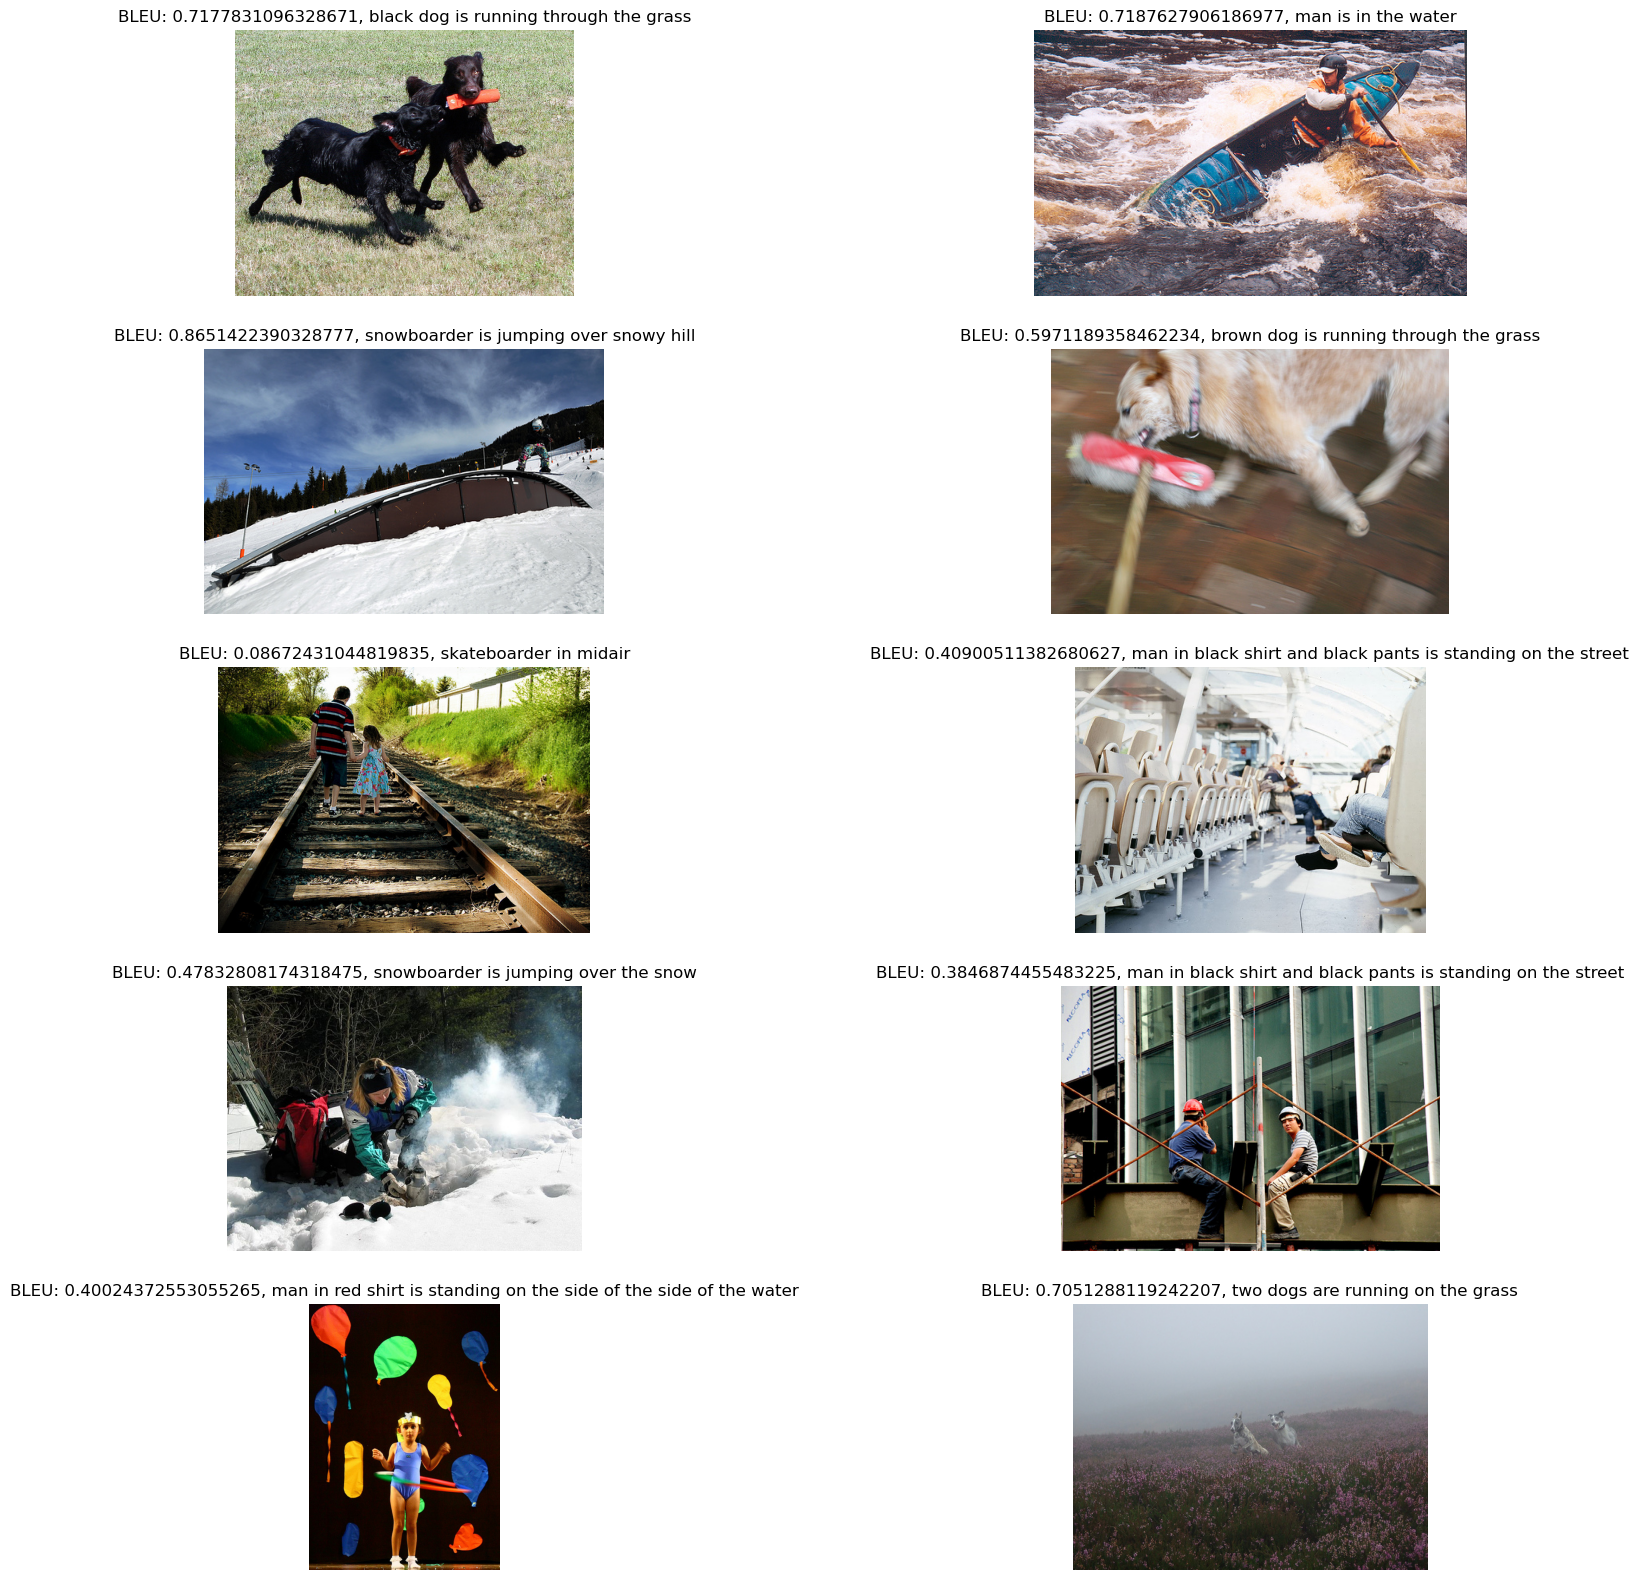 BLEU: 0.7177831096328671, black dog is running through the grass
BLEU: 0.7187627906186977, man is in the water
BLEU: 0.8651422390328777, snowboarder is jumping over snowy hill
BLEU: 0.5971189358462234, brown dog is running through the grass
BLEU: 0.08672431044819835, skateboarder in midair
BLEU: 0.40900511382680627, man in black shirt and black pants is standing on the street
BLEU: 0.47832808174318475, snowboarder is jumping over the snow
BLEU: 0.3846874455483225, man in black shirt and black pants is standing on the street
BLEU: 0.40024372553055265, man in red shirt is standing on the side of the side of the water
BLEU: 0.7051288119242207, two dogs are running on the grass